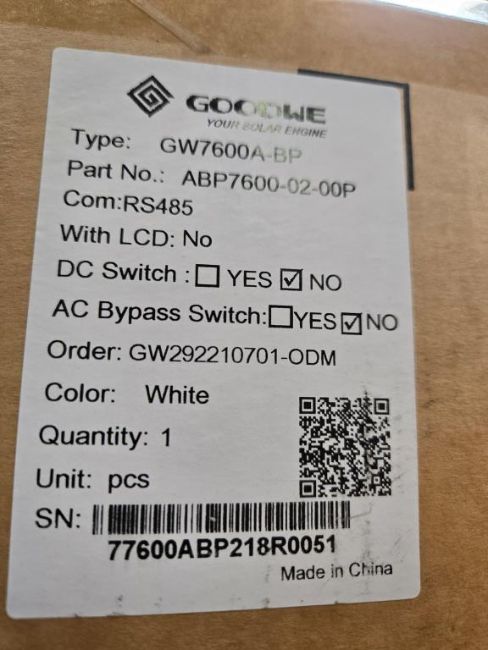 GOODWE
YOUR SOLAR ENGINE
Type: GW7600A-BP
Part No.: ABP7600-02-00P
Com:RS485
With LCD: No
DC Switch : ☐ YES ☑ NO
AC Bypass Switch:☐YES☑NO
Order: GW292210701-ODM
Color: White
Quantity: 1
Unit: pcs
SN:
77600ABP218R0051
Made in China